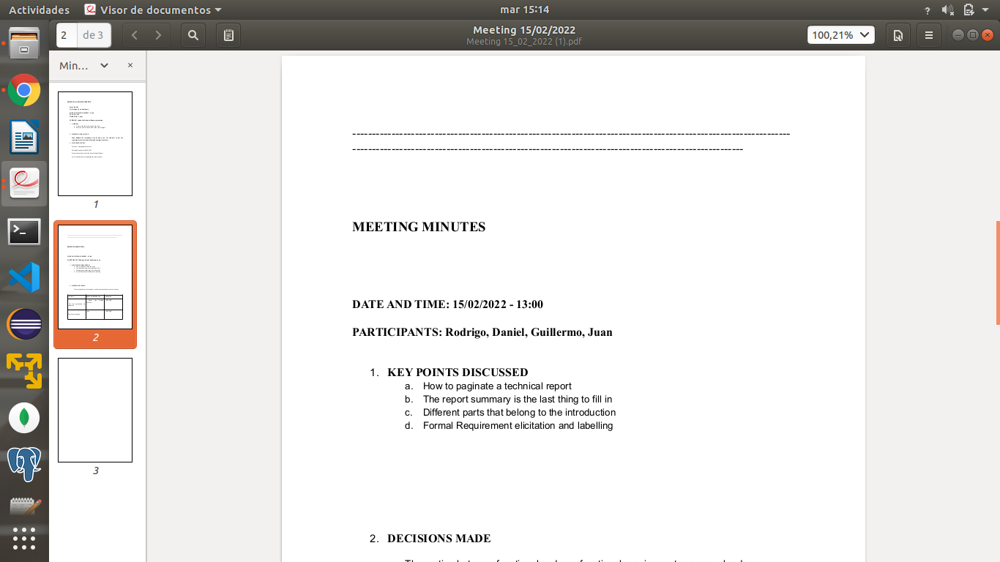 Actividades Visor de documentos mar 15:14 ?
2 de 3 Meeting 15/02/2022 100,21%
Meeting 15_02_2022 (1).pdf
Min... ×
1
2
3
--------------------------------------------------------------------------------------------------------------------
--------------------------------------------------------------------------------------------------------
MEETING MINUTES
DATE AND TIME: 15/02/2022 - 13:00
PARTICIPANTS: Rodrigo, Daniel, Guillermo, Juan
1. KEY POINTS DISCUSSED
a. How to paginate a technical report
b. The report summary is the last thing to fill in
c. Different parts that belong to the introduction
d. Formal Requirement elicitation and labelling
2. DECISIONS MADE